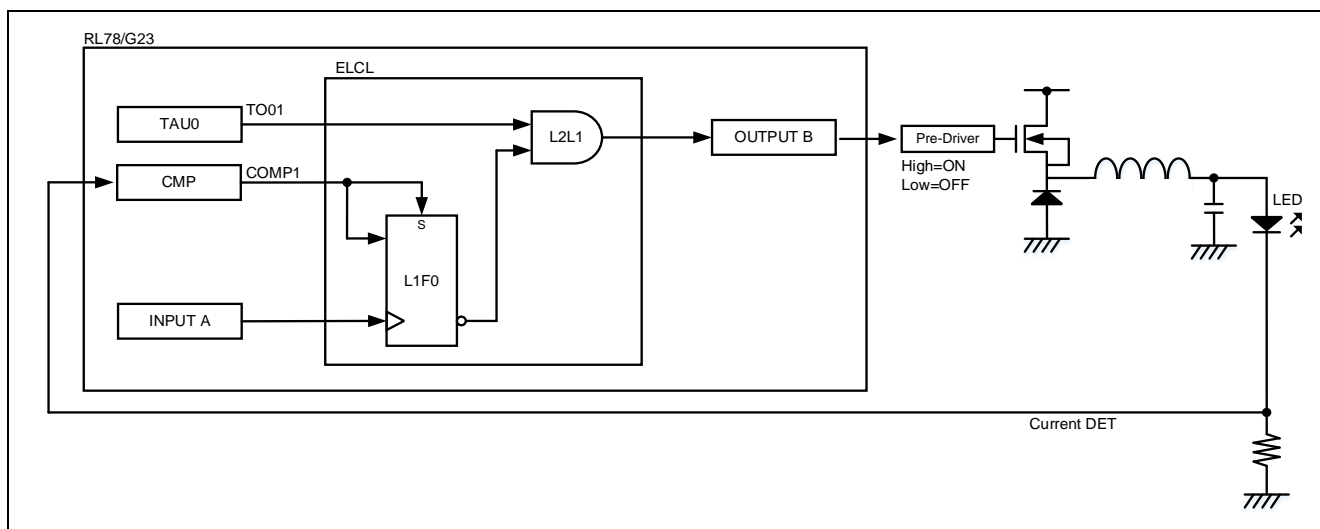 RL78/G23
ELCL
TAU0
TO01
L2L1
OUTPUT B
Pre-Driver
High=ON
Low=OFF
CMP
COMP1
LED
S
L1F0
INPUT A
Current DET